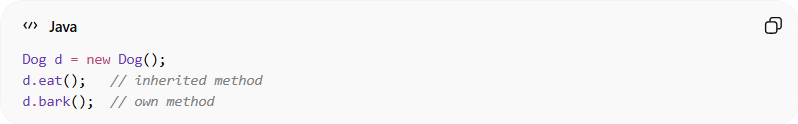 </> Java
Dog d = new Dog();
d.eat();   // inherited method
d.bark();  // own method